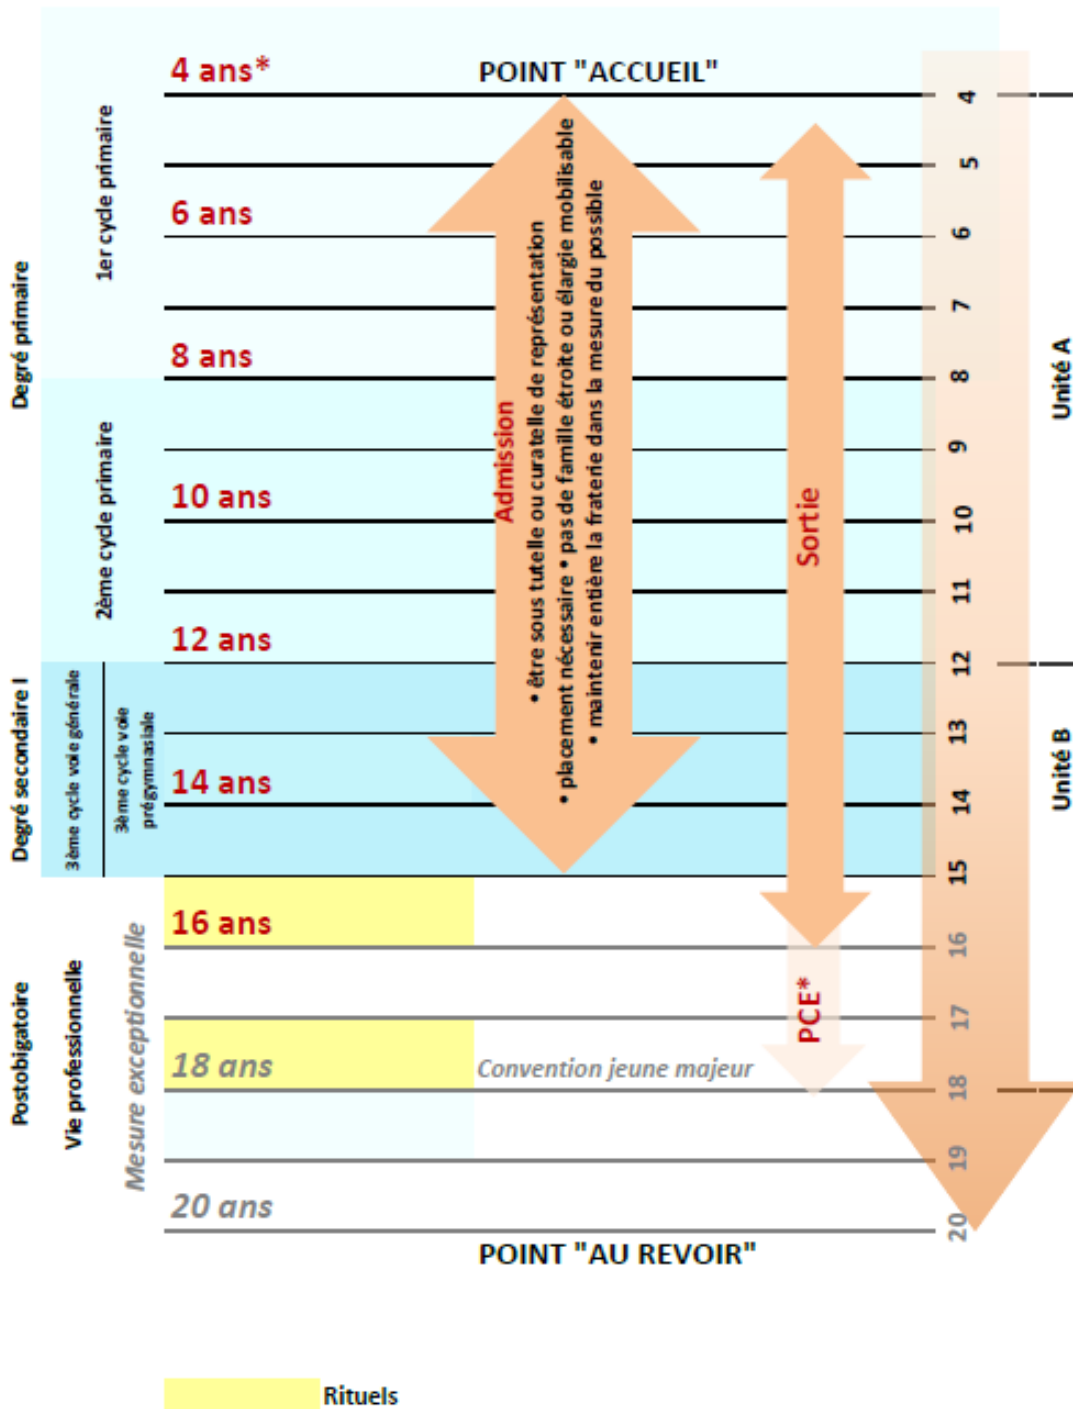 4 ans*
POINT "ACCUEIL"
6 ans
8 ans
10 ans
12 ans
14 ans
16 ans
18 ans
Convention jeune majeur
20 ans
POINT "AU REVOIR"
Degré primaire
1er cycle primaire
2ème cycle primaire
Degré secondaire I
3ème cycle voie générale
3ème cycle voie
prégymnasiale
Postobigatoire
Vie professionnelle
Mesure exceptionnelle
Admission
• être sous tutelle ou curatelle de représentation
• placement nécessaire • pas de famille étroite ou élargie mobilisable
• maintenir entière la fraterie dans la mesure du possible
Sortie
PCE*
4
5
6
7
8
9
10
11
12
13
14
15
16
17
18
19
20
Unité A
Unité B
Rituels